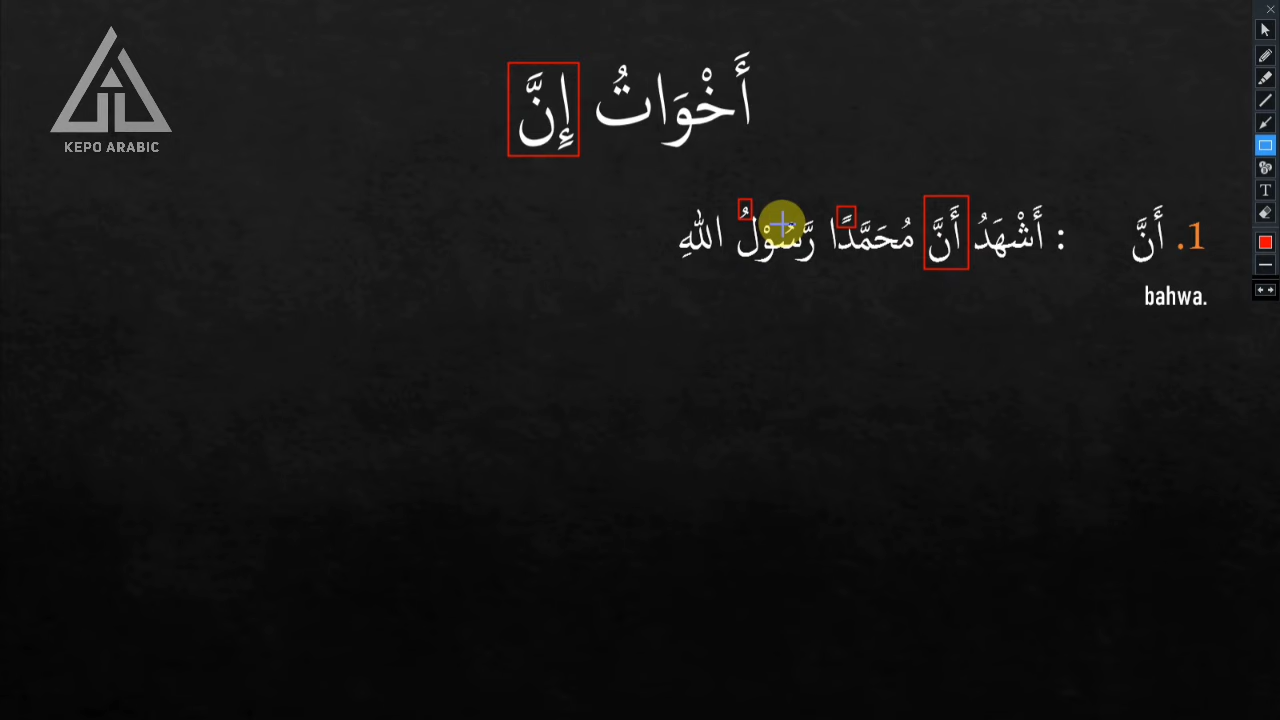 KEPO ARABIC
أَخْوَاتُ إِنَّ
1. أَنَّ : أَشْهَدُ أَنَّ مُحَمَّدًا رَّسُوْلُ اللهِ
bahwa.